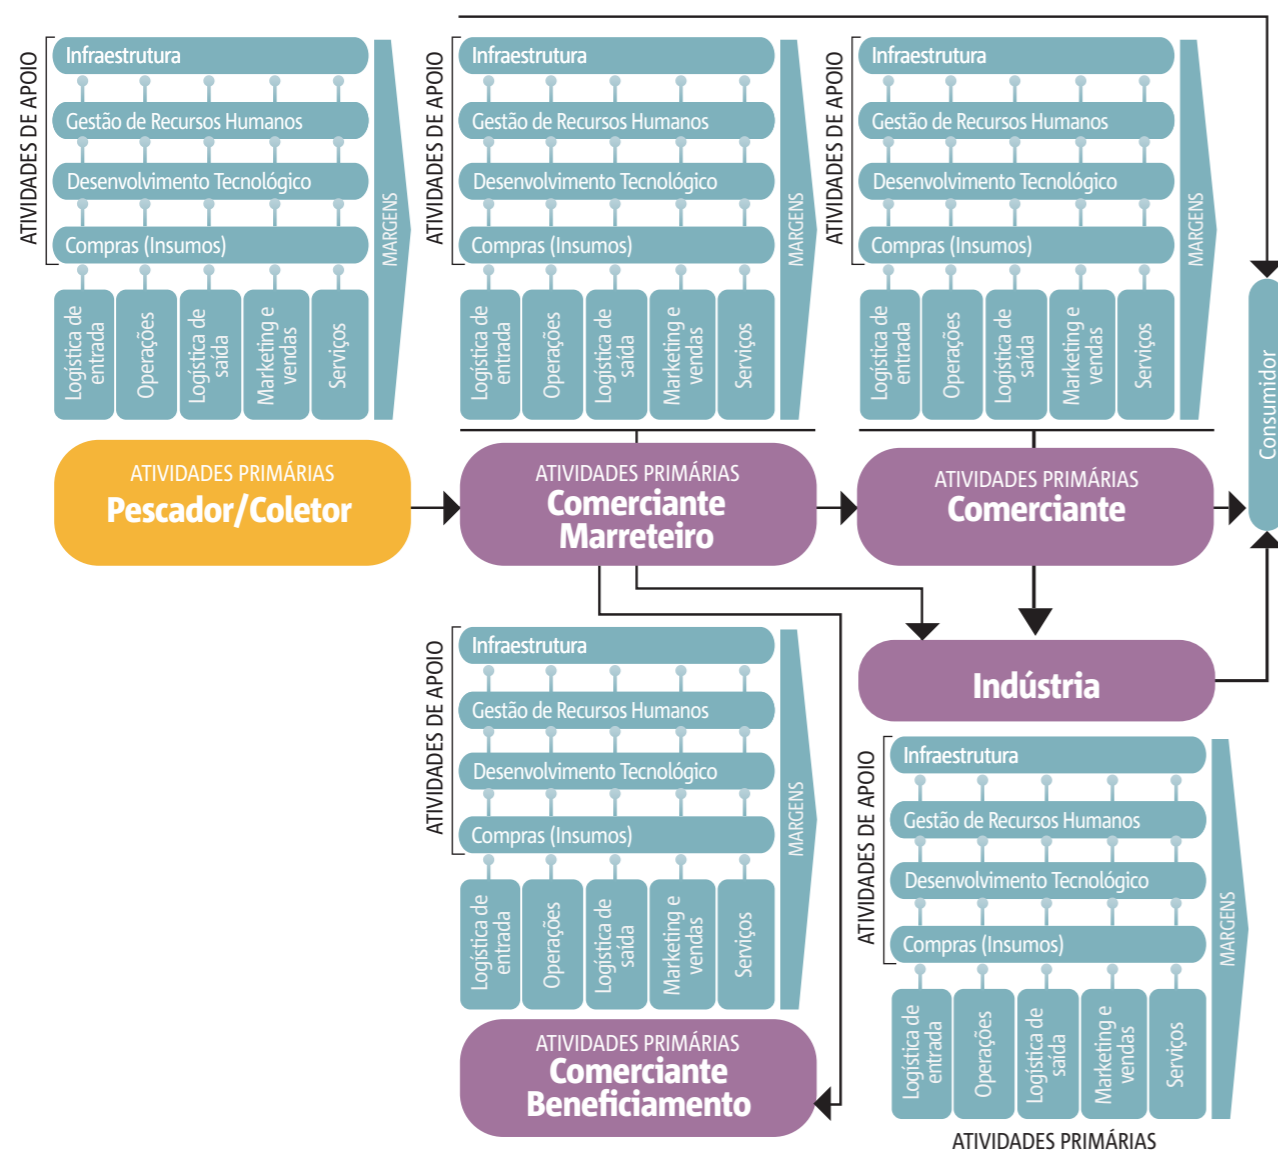 ATIVIDADES DE APOIO
Infraestrutura
Gestão de Recursos Humanos
Desenvolvimento Tecnológico
Compras (Insumos)
Logística de
entrada
Operações
Logística de
saída
Marketing e
vendas
Serviços
MARGENS
ATIVIDADES PRIMÁRIAS
Pescador/Coletor
ATIVIDADES DE APOIO
Infraestrutura
Gestão de Recursos Humanos
Desenvolvimento Tecnológico
Compras (Insumos)
Logística de
entrada
Operações
Logística de
saída
Marketing e
vendas
Serviços
MARGENS
ATIVIDADES PRIMÁRIAS
Comerciante
Marreteiro
ATIVIDADES DE APOIO
Infraestrutura
Gestão de Recursos Humanos
Desenvolvimento Tecnológico
Compras (Insumos)
Logística de
entrada
Operações
Logística de
saída
Marketing e
vendas
Serviços
MARGENS
ATIVIDADES PRIMÁRIAS
Comerciante
Consumidor
ATIVIDADES DE APOIO
Infraestrutura
Gestão de Recursos Humanos
Desenvolvimento Tecnológico
Compras (Insumos)
Logística de
entrada
Operações
Logística de
saída
Marketing e
vendas
Serviços
MARGENS
ATIVIDADES PRIMÁRIAS
Comerciante
Beneficiamento
Indústria
ATIVIDADES DE APOIO
Infraestrutura
Gestão de Recursos Humanos
Desenvolvimento Tecnológico
Compras (Insumos)
Logística de
entrada
Operações
Logística de
saída
Marketing e
vendas
Serviços
MARGENS
ATIVIDADES PRIMÁRIAS